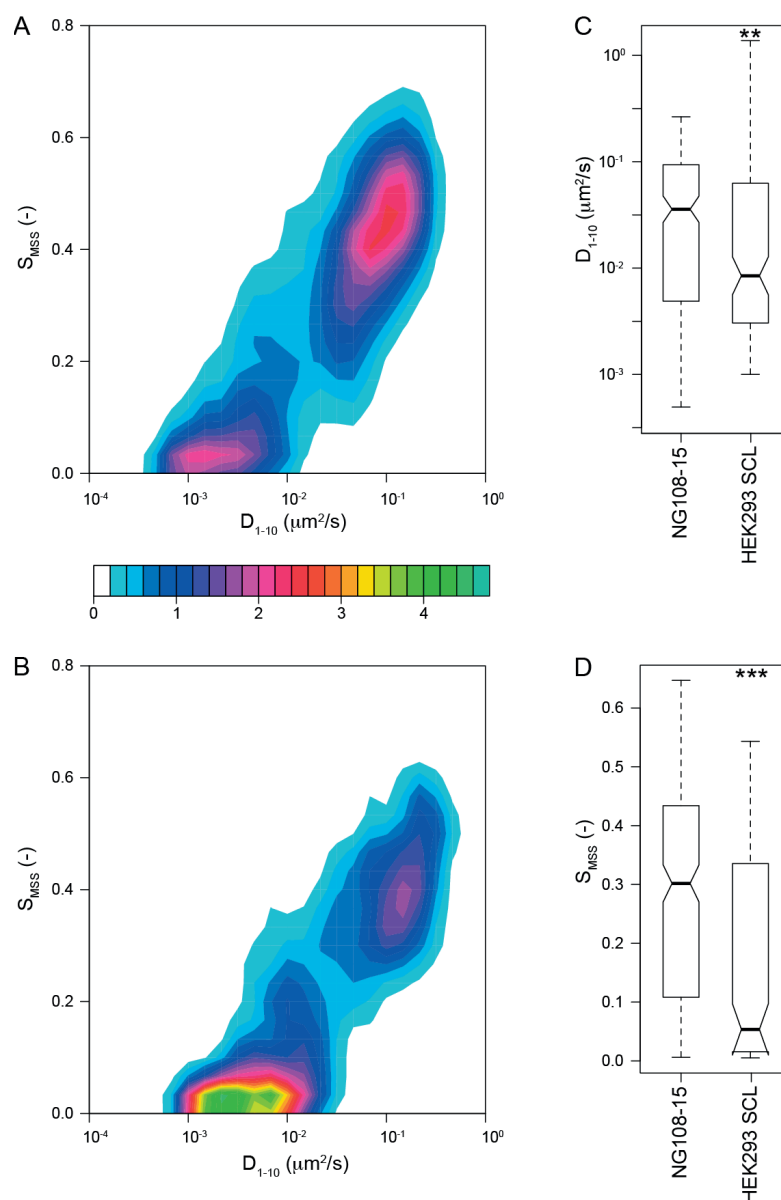 A
0.8
0.6
0.4
0.2
0.0
S_MSS (-)
10⁻⁴ 10⁻³ 10⁻² 10⁻¹ 10⁰
D₁₋₁₀ (μm²/s)
0 1 2 3 4
B
0.8
0.6
0.4
0.2
0.0
S_MSS (-)
10⁻⁴ 10⁻³ 10⁻² 10⁻¹ 10⁰
D₁₋₁₀ (μm²/s)
C
**
10⁰
10⁻¹
10⁻²
10⁻³
D₁₋₁₀ (μm²/s)
NG108-15
HEK293 SCL
D
***
0.6
0.5
0.4
0.3
0.2
0.1
0.0
S_MSS (-)
NG108-15
HEK293 SCL